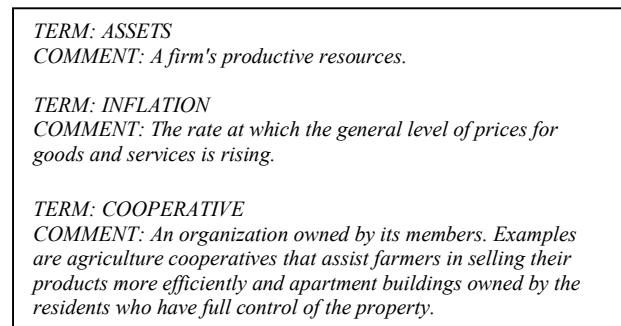 TERM: ASSETS
COMMENT: A firm's productive resources.
TERM: INFLATION
COMMENT: The rate at which the general level of prices for
goods and services is rising.
TERM: COOPERATIVE
COMMENT: An organization owned by its members. Examples
are agriculture cooperatives that assist farmers in selling their
products more efficiently and apartment buildings owned by the
residents who have full control of the property.